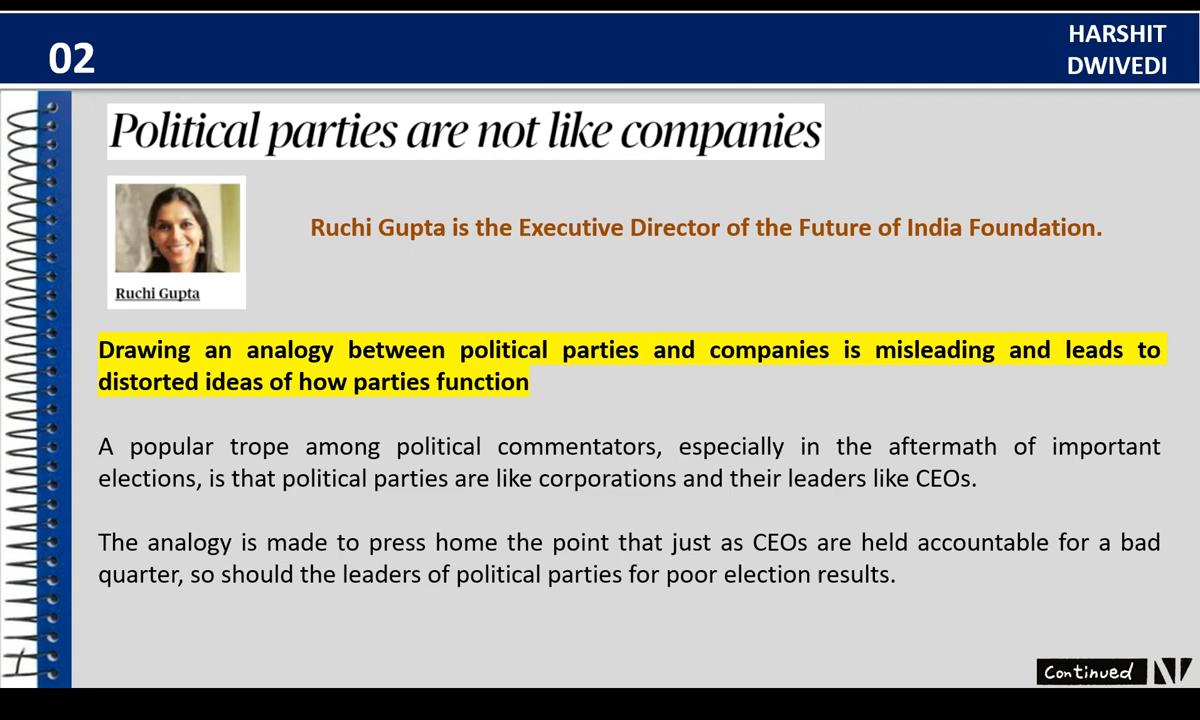 02
HARSHIT
DWIVEDI
Political parties are not like companies
Ruchi Gupta is the Executive Director of the Future of India Foundation.
Ruchi Gupta
Drawing an analogy between political parties and companies is misleading and leads to
distorted ideas of how parties function
A popular trope among political commentators, especially in the aftermath of important
elections, is that political parties are like corporations and their leaders like CEOs.
The analogy is made to press home the point that just as CEOs are held accountable for a bad
quarter, so should the leaders of political parties for poor election results.
Continued